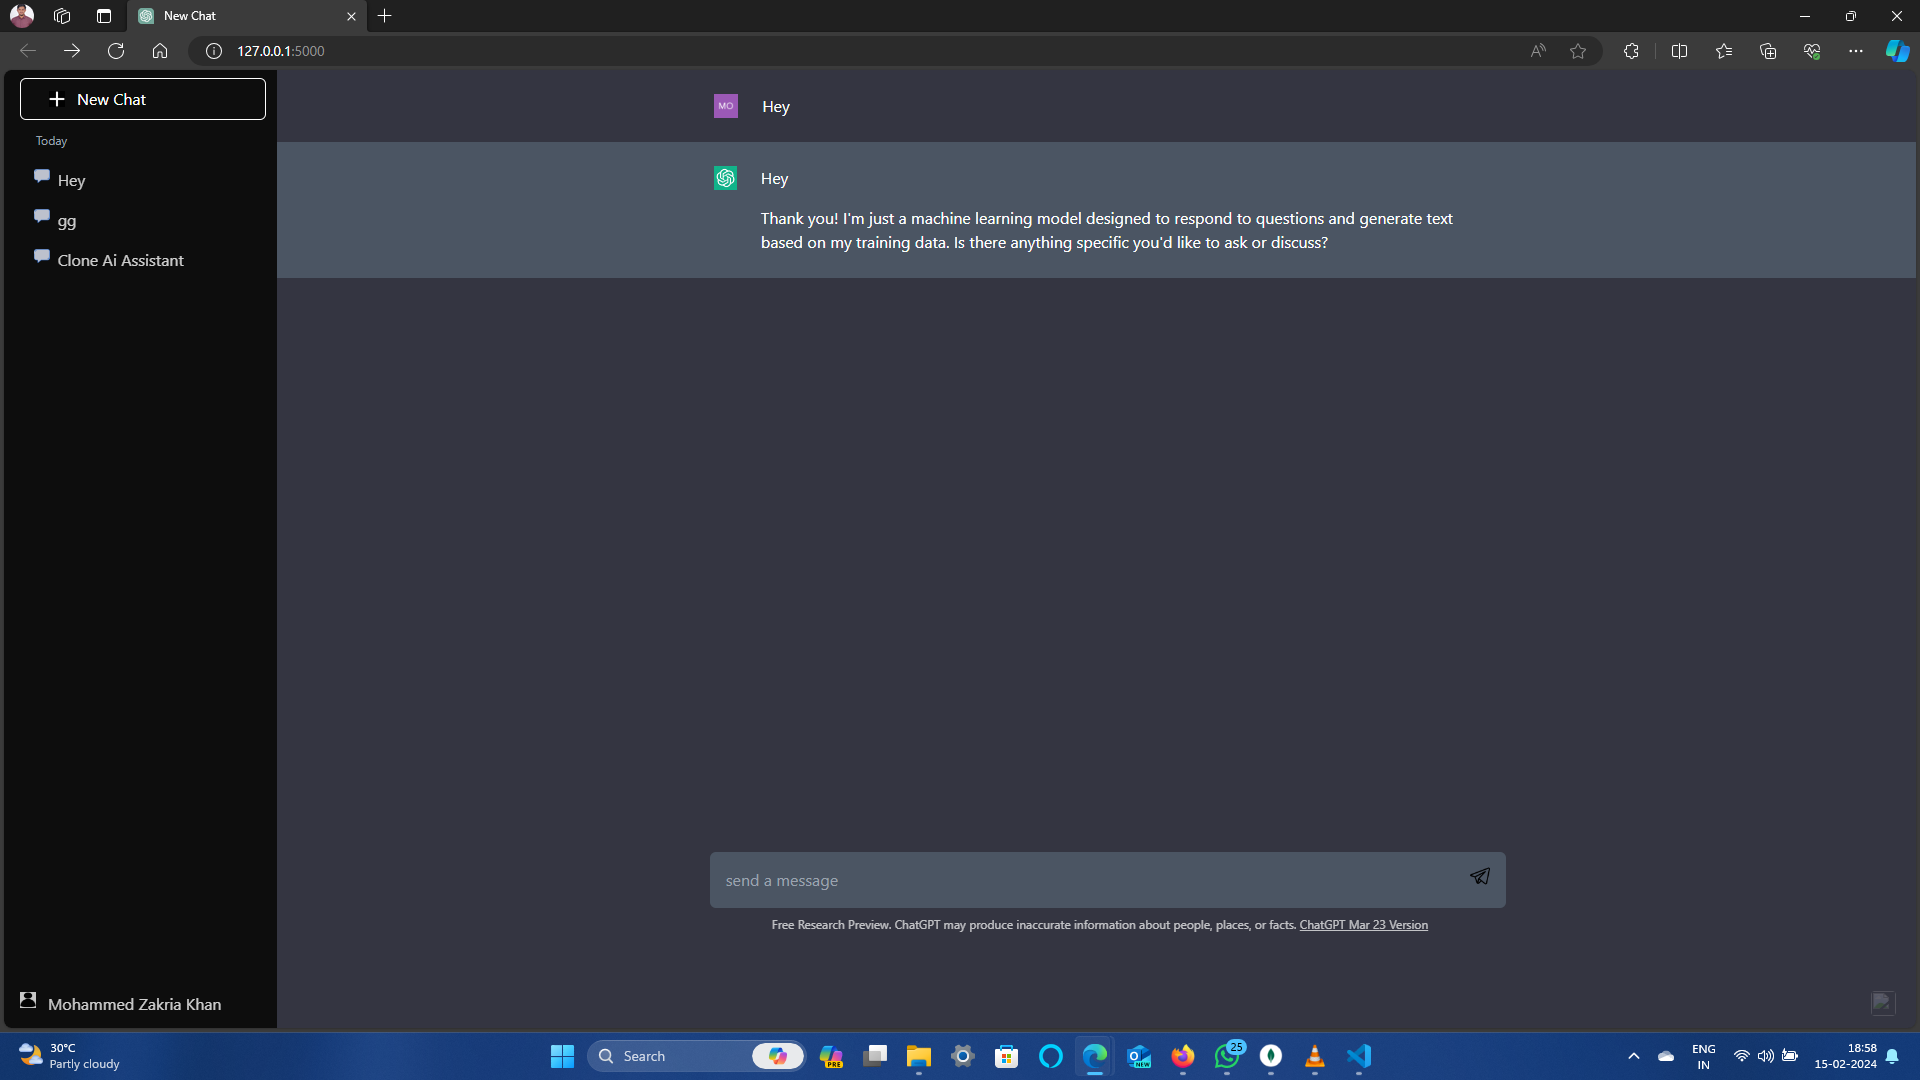 New Chat
127.0.0.1:5000
New Chat
Today
Hey
gg
Clone Ai Assistant
Mohammed Zakria Khan
MO
Hey
Hey
Thank you! I'm just a machine learning model designed to respond to questions and generate text
based on my training data. Is there anything specific you'd like to ask or discuss?
send a message
Free Research Preview. ChatGPT may produce inaccurate information about people, places, or facts. ChatGPT Mar 23 Version
30°C
Partly cloudy
Search
PRE
NEW
25
ENG
IN
18:58
15-02-2024